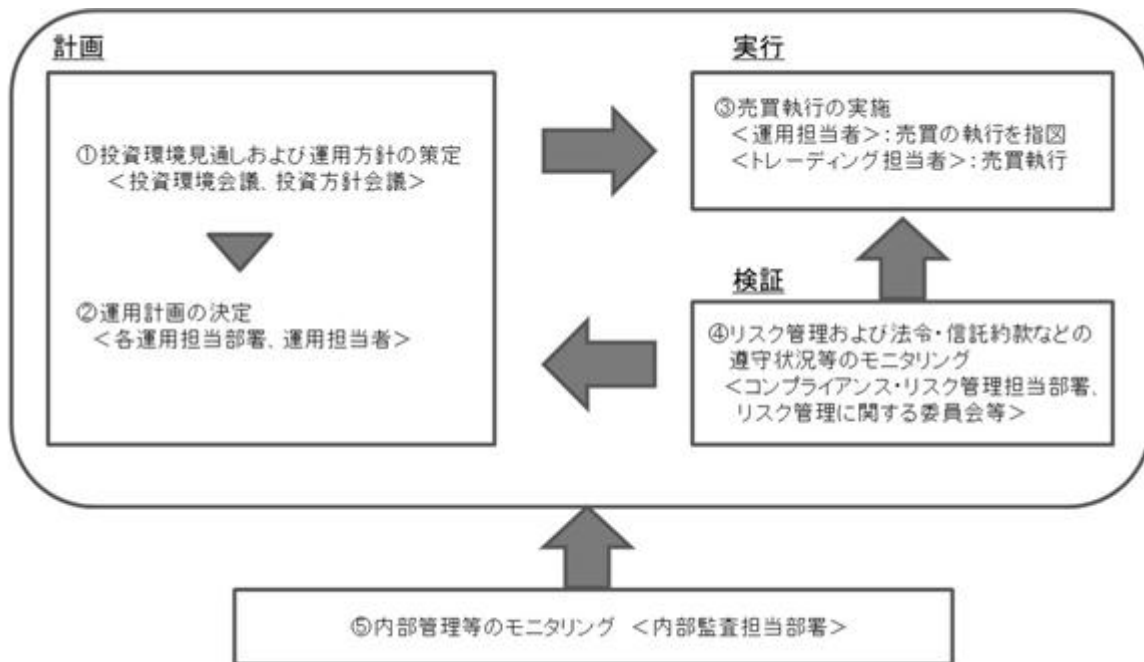 計画
①投資環境見通しおよび運用方針の策定
＜投資環境会議、投資方針会議＞
②運用計画の決定
＜各運用担当部署、運用担当者＞
実行
③売買執行の実施
＜運用担当者＞：売買の執行を指図
＜トレーディング担当者＞：売買執行
検証
④リスク管理および法令・信託約款などの
遵守状況等のモニタリング
＜コンプライアンス・リスク管理担当部署、
リスク管理に関する委員会等＞
⑤内部管理等のモニタリング ＜内部監査担当部署＞